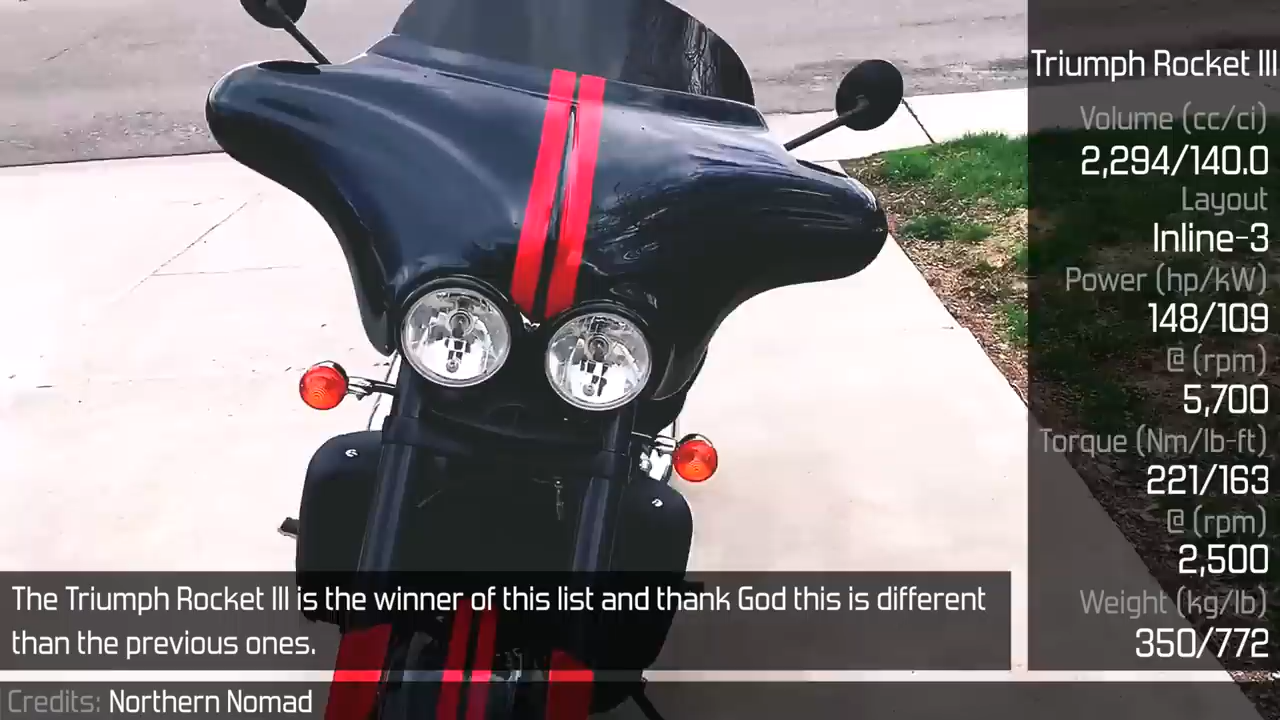 Triumph Rocket III
Volume (cc/ci)
2,294/140.0
Layout
Inline-3
Power (hp/kW)
148/109
@ (rpm)
5,700
Torque (Nm/lb-ft)
221/163
@ (rpm)
2,500
Weight (kg/lb)
350/772
The Triumph Rocket III is the winner of this list and thank God this is different
than the previous ones.
Credits: Northern Nomad